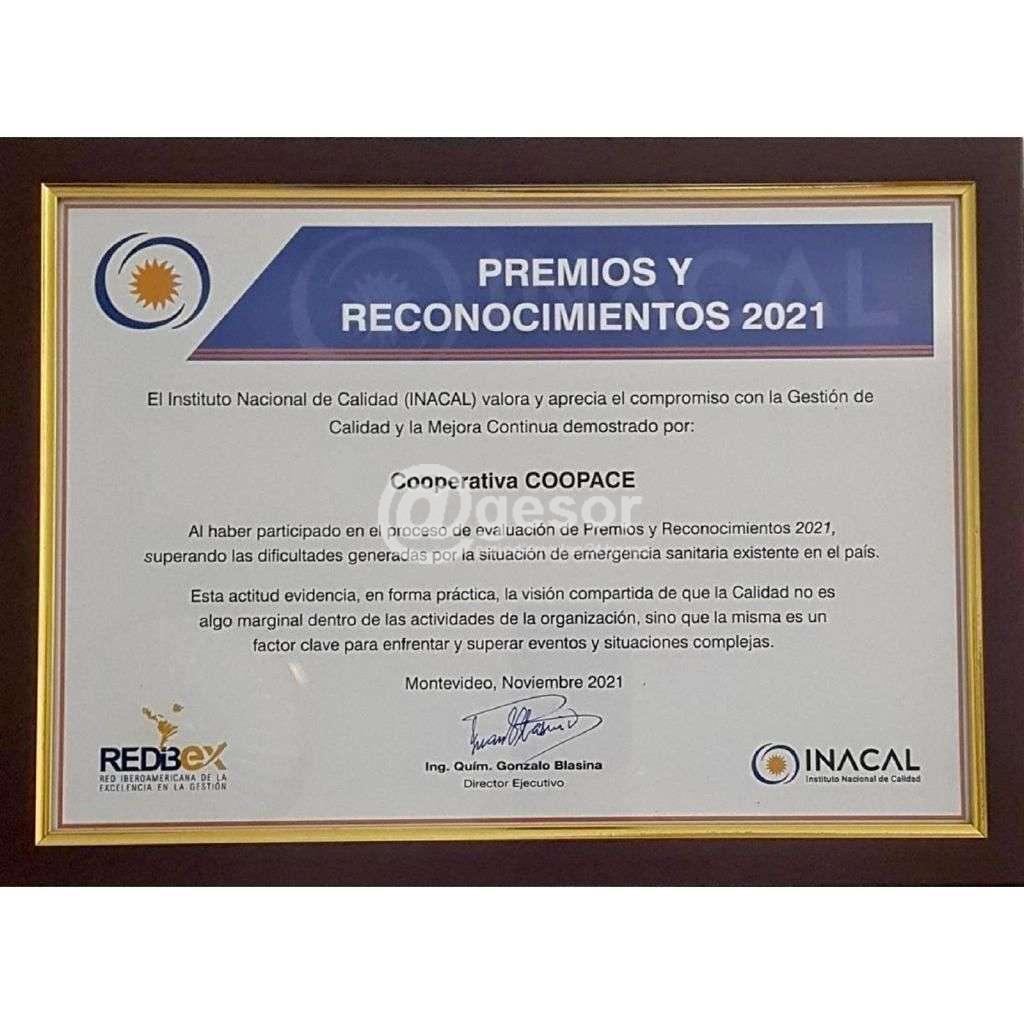 PREMIOS Y
RECONOCIMIENTOS 2021
El Instituto Nacional de Calidad (INACAL) valora y aprecia el compromiso con la Gestión de
Calidad y la Mejora Continua demostrado por:
Cooperativa COOPACE
@gesor
Al haber participado en el proceso de evaluación de Premios y Reconocimientos 2021,
superando las dificultades generadas por la situación de emergencia sanitaria existente en el país.
Esta actitud evidencia, en forma práctica, la visión compartida de que la Calidad no es
algo marginal dentro de las actividades de la organización, sino que la misma es un
factor clave para enfrentar y superar eventos y situaciones complejas.
Montevideo, Noviembre 2021
Ing. Quím. Gonzalo Blasina
Director Ejecutivo
REDIBEX
RED IBEROAMERICANA DE LA
EXCELENCIA EN LA GESTIÓN
INACAL
Instituto Nacional de Calidad